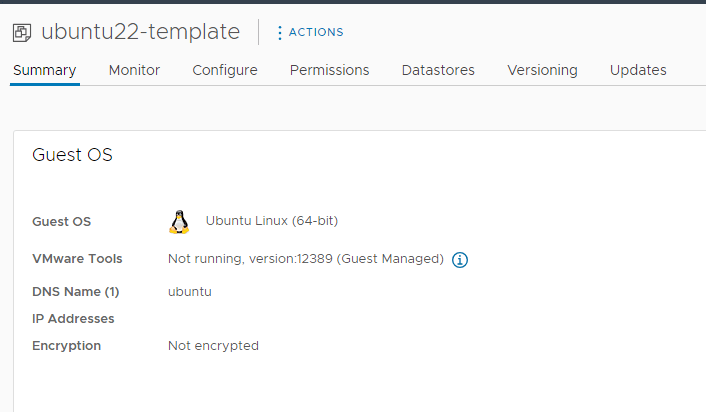 ubuntu22-template
ACTIONS
Summary Monitor Configure Permissions Datastores Versioning Updates
Guest OS
Guest OS Ubuntu Linux (64-bit)
VMware Tools Not running, version:12389 (Guest Managed)
DNS Name (1) ubuntu
IP Addresses
Encryption Not encrypted